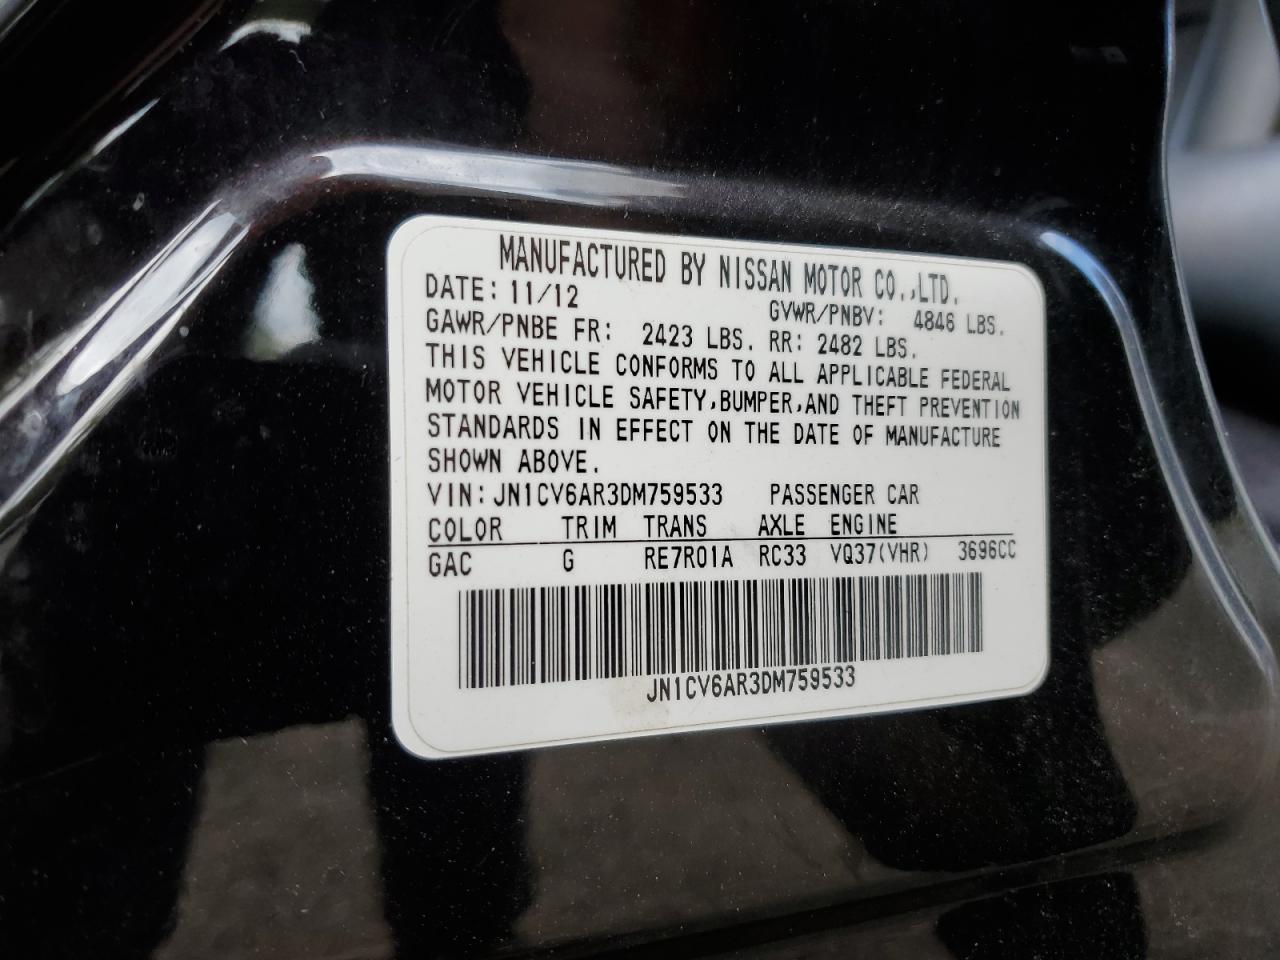 MANUFACTURED BY NISSAN MOTOR CO.,LTD.
DATE: 11/12 GVWR/PNBV: 4846 LBS.
GAWR/PNBE FR: 2423 LBS. RR: 2482 LBS.
THIS VEHICLE CONFORMS TO ALL APPLICABLE FEDERAL
MOTOR VEHICLE SAFETY,BUMPER,AND THEFT PREVENTION
STANDARDS IN EFFECT ON THE DATE OF MANUFACTURE
SHOWN ABOVE.
VIN: JN1CV6AR3DM759533 PASSENGER CAR
COLOR TRIM TRANS AXLE ENGINE
GAC G RE7R01A RC33 VQ37(VHR) 3696CC
JN1CV6AR3DM759533